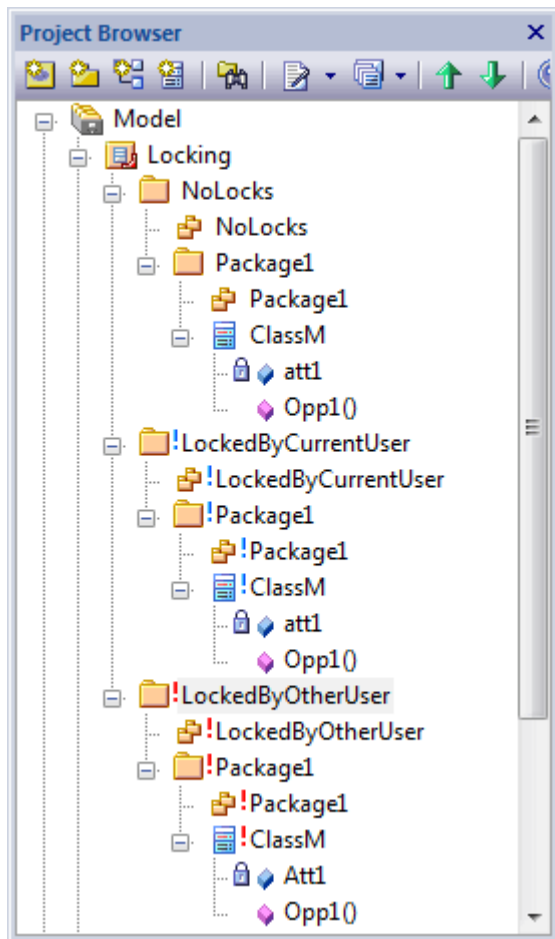 Project Browser
Model
Locking
NoLocks
NoLocks
Package1
Package1
ClassM
att1
Opp1()
!LockedByCurrentUser
!LockedByCurrentUser
!Package1
!Package1
!ClassM
att1
Opp1()
!LockedByOtherUser
!LockedByOtherUser
!Package1
!Package1
!ClassM
Att1
Opp1()